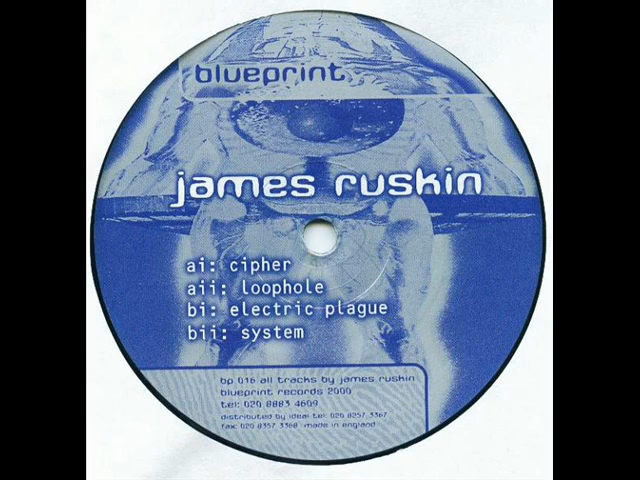 blueprint
james ruskin
ai: cipher
aii: loophole
bi: electric plague
bii: system
bp 016 all tracks by james ruskin
blueprint records 2000
tel: 020 8883 4609
distributed by ideal tel: 020 8257 3367
fax: 020 8357 3368 made in england